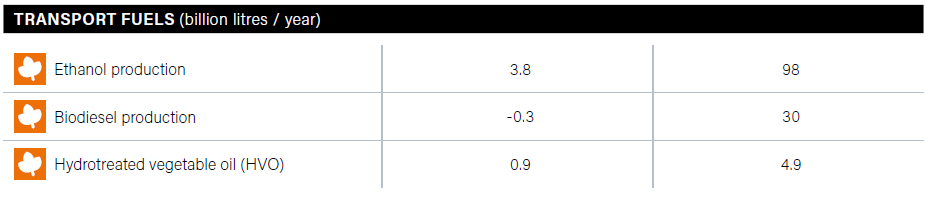 TRANSPORT FUELS (billion litres / year)
Ethanol production 3.8 98
Biodiesel production -0.3 30
Hydrotreated vegetable oil (HVO) 0.9 4.9